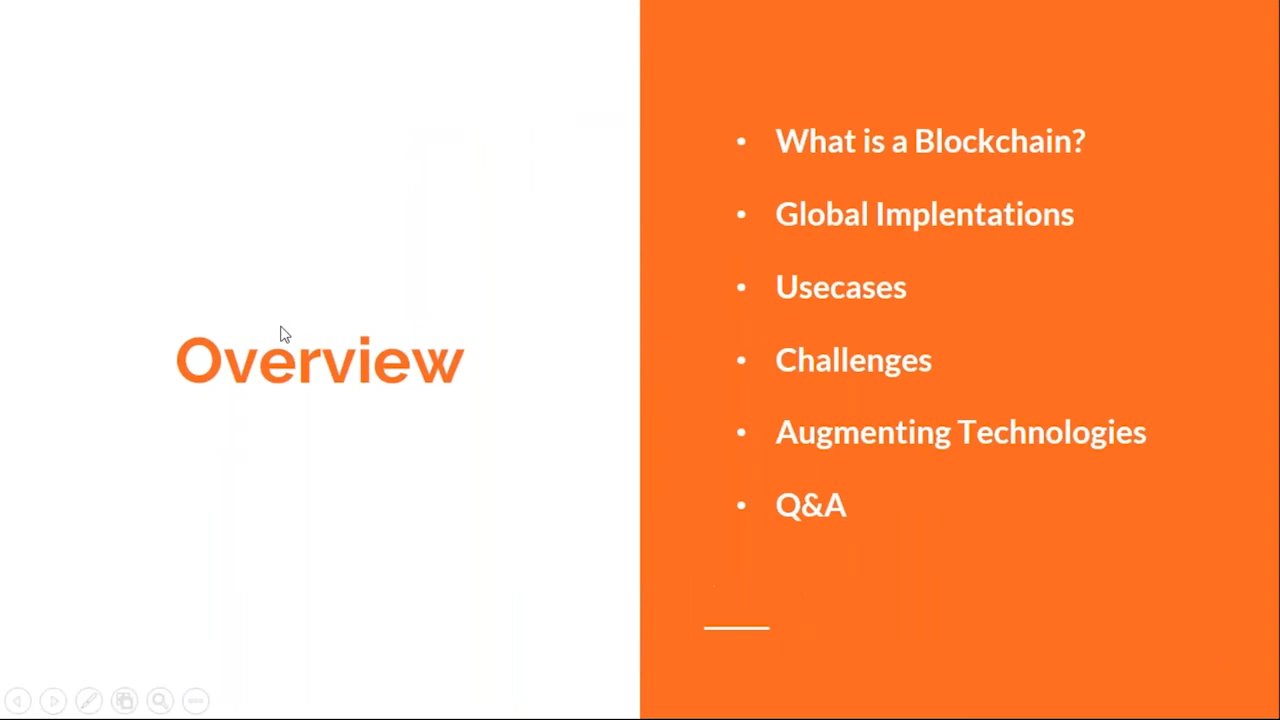 Overview
• What is a Blockchain?
• Global Implentations
• Usecases
• Challenges
• Augmenting Technologies
• Q&A